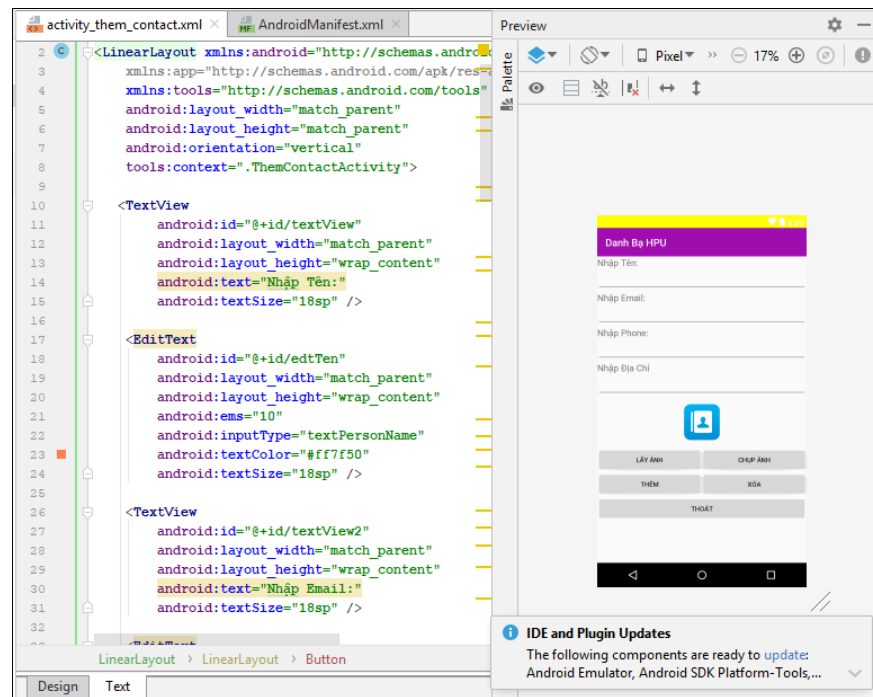 activity_them_contact.xml
AndroidManifest.xml
2 <LinearLayout xmlns:android="http://schemas.andro
3 xmlns:app="http://schemas.android.com/apk/res-
4 xmlns:tools="http://schemas.android.com/tools"
5 android:layout_width="match_parent"
6 android:layout_height="match_parent"
7 android:orientation="vertical"
8 tools:context=".ThemContactActivity">
9
10 <TextView
11 android:id="@+id/textView"
12 android:layout_width="match_parent"
13 android:layout_height="wrap_content"
14 android:text="Nhập Tên:"
15 android:textSize="18sp" />
16
17 <EditText
18 android:id="@+id/edtTen"
19 android:layout_width="match_parent"
20 android:layout_height="wrap_content"
21 android:ems="10"
22 android:inputType="textPersonName"
23 android:textColor="#ff7f50"
24 android:textSize="18sp" />
25
26 <TextView
27 android:id="@+id/textView2"
28 android:layout_width="match_parent"
29 android:layout_height="wrap_content"
30 android:text="Nhập Email:"
31 android:textSize="18sp" />
32
LinearLayout > LinearLayout > Button
Design Text
Preview
Palette
Pixel 17%
Danh Bạ HPU
Nhập Tên:
Nhập Email:
Nhập Phone:
Nhập Địa Chỉ
LẤY ẢNH CHỤP ẢNH
THÊM XÓA
THOÁT
IDE and Plugin Updates
The following components are ready to update:
Android Emulator, Android SDK Platform-Tools,...